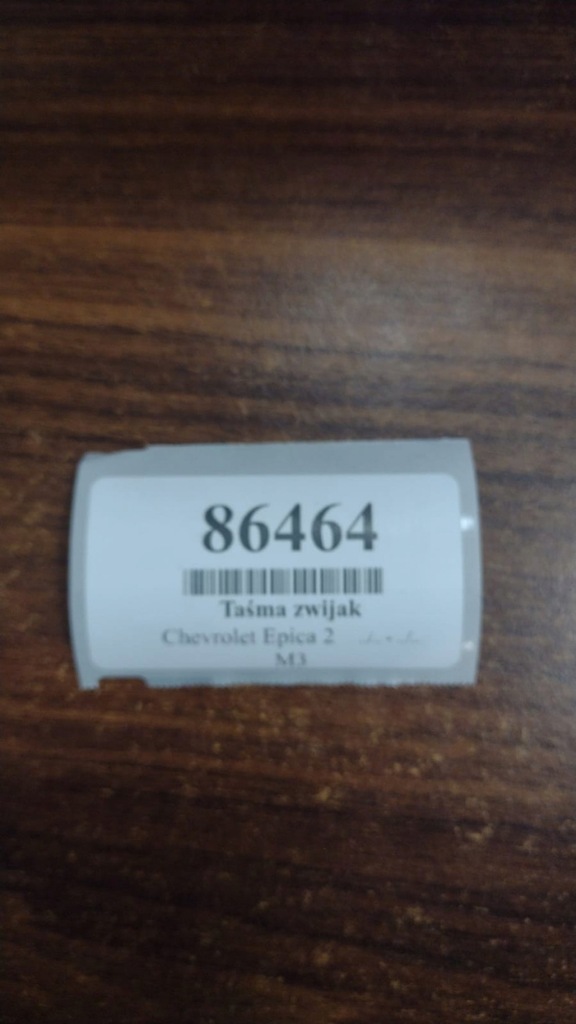 86464
Taśma zwijak
Chevrolet Epica 2
M3